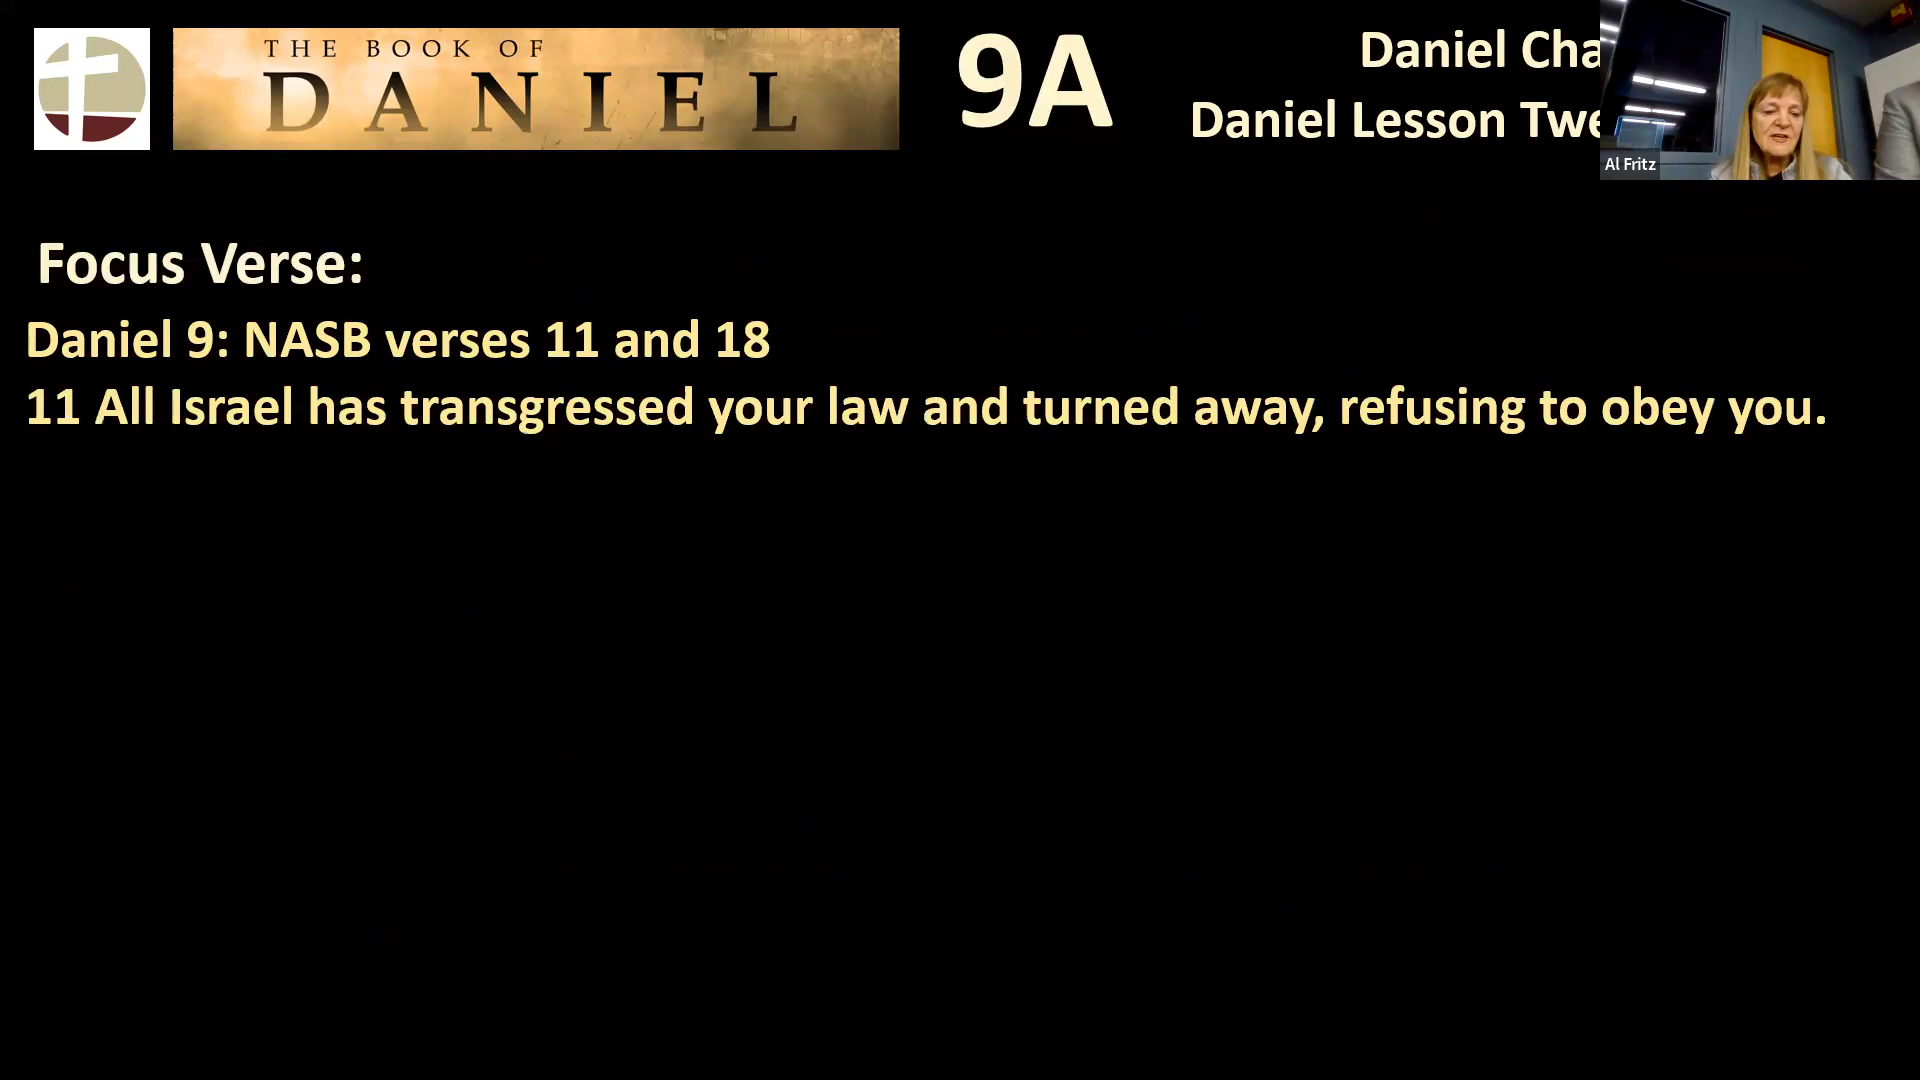 THE BOOK OF
DANIEL
9A
Daniel Cha
Daniel Lesson Twe
Al Fritz
Focus Verse:
Daniel 9: NASB verses 11 and 18
11 All Israel has transgressed your law and turned away, refusing to obey you.